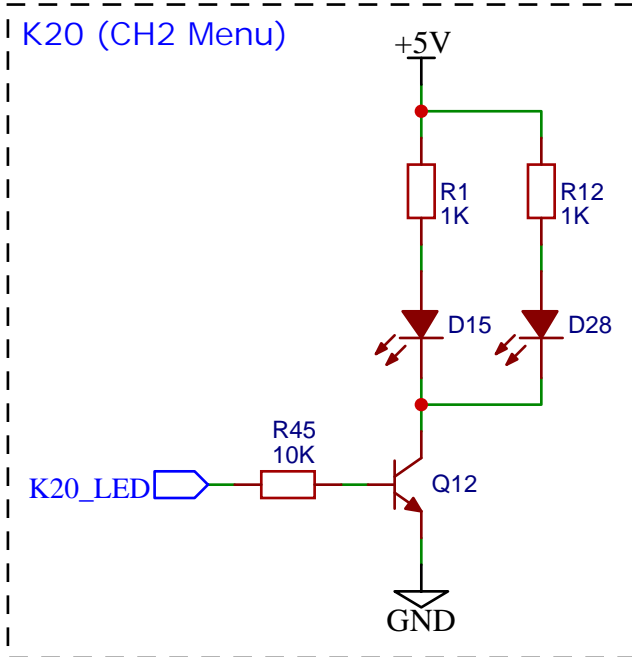 K20 (CH2 Menu)
+5V
R1
1K
R12
1K
D15
D28
R45
10K
K20_LED
Q12
GND